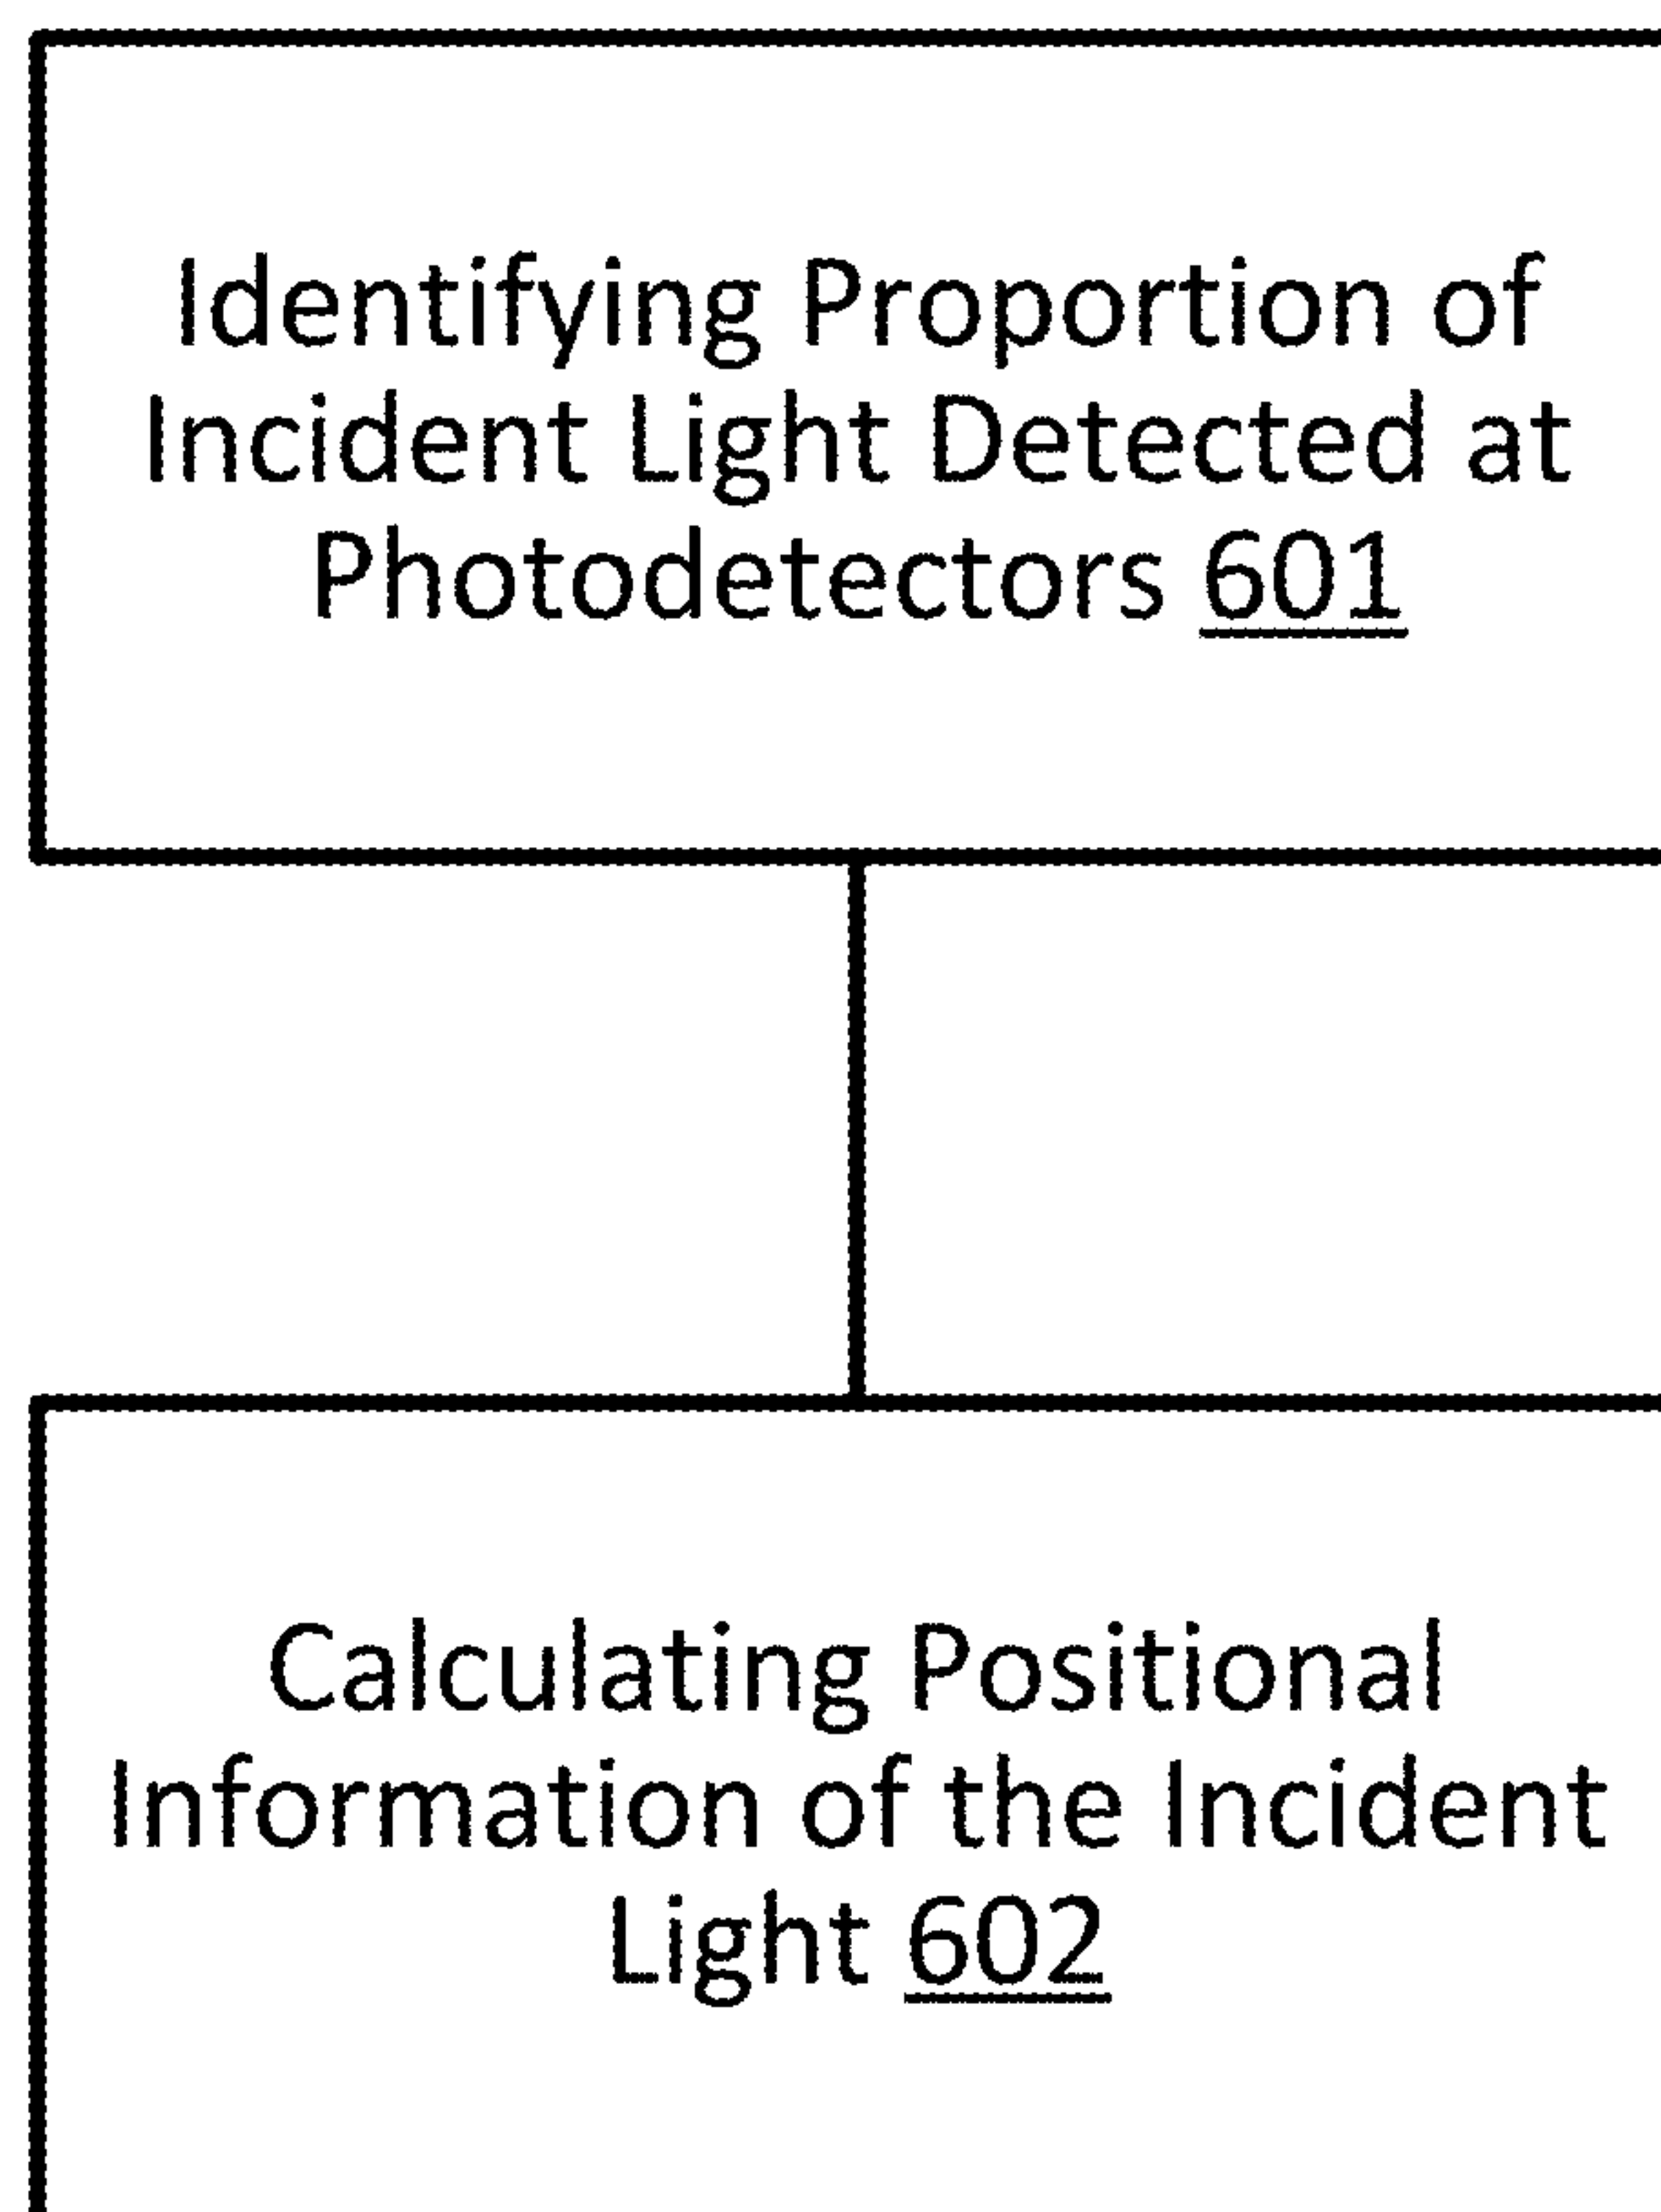 Identifying Proportion of
Incident Light Detected at
Photodetectors 601
Calculating Positional
Information of the Incident
Light 602